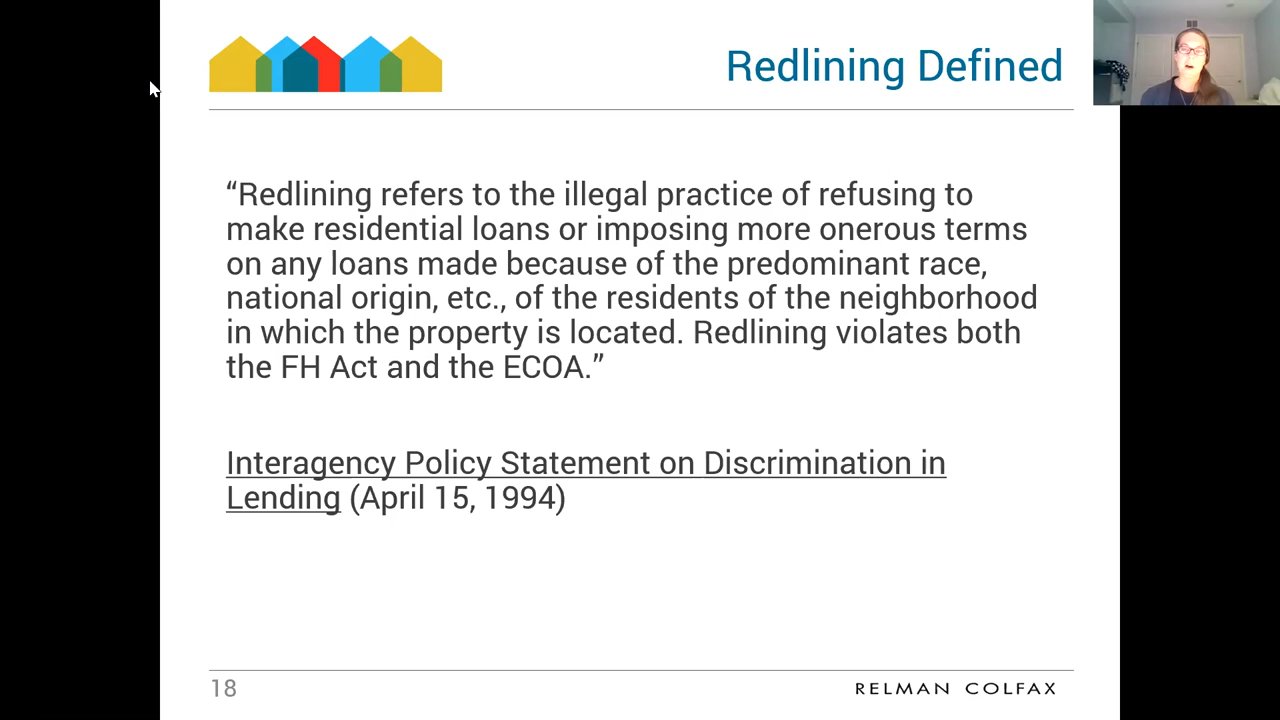 Redlining Defined
“Redlining refers to the illegal practice of refusing to
make residential loans or imposing more onerous terms
on any loans made because of the predominant race,
national origin, etc., of the residents of the neighborhood
in which the property is located. Redlining violates both
the FH Act and the ECOA.”
Interagency Policy Statement on Discrimination in
Lending (April 15, 1994)
18
RELMAN COLFAX